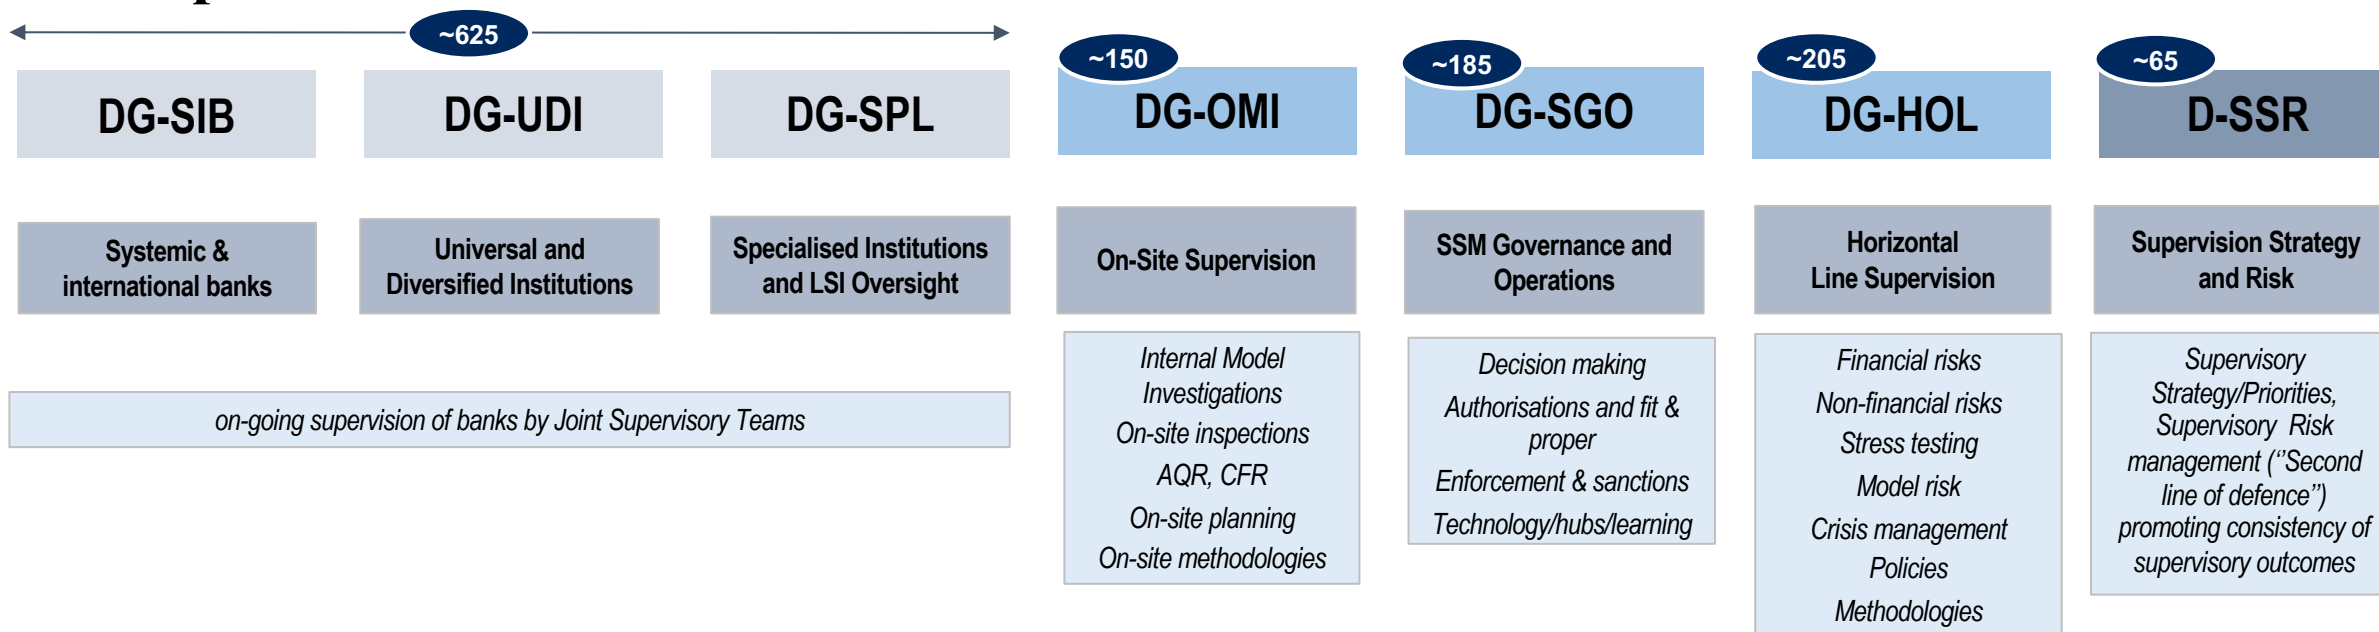 ~625
~150
~185
~205
~65
DG-SIB
DG-UDI
DG-SPL
DG-OMI
DG-SGO
DG-HOL
D-SSR
Systemic &
international banks
Universal and
Diversified Institutions
Specialised Institutions
and LSI Oversight
On-Site Supervision
SSM Governance and
Operations
Horizontal
Line Supervision
Supervision Strategy
and Risk
on-going supervision of banks by Joint Supervisory Teams
Internal Model
Investigations
On-site inspections
AQR, CFR
On-site planning
On-site methodologies
Decision making
Authorisations and fit &
proper
Enforcement & sanctions
Technology/hubs/learning
Financial risks
Non-financial risks
Stress testing
Model risk
Crisis management
Policies
Methodologies
Supervisory
Strategy/Priorities,
Supervisory Risk
management (‘’Second
line of defence’’)
promoting consistency of
supervisory outcomes